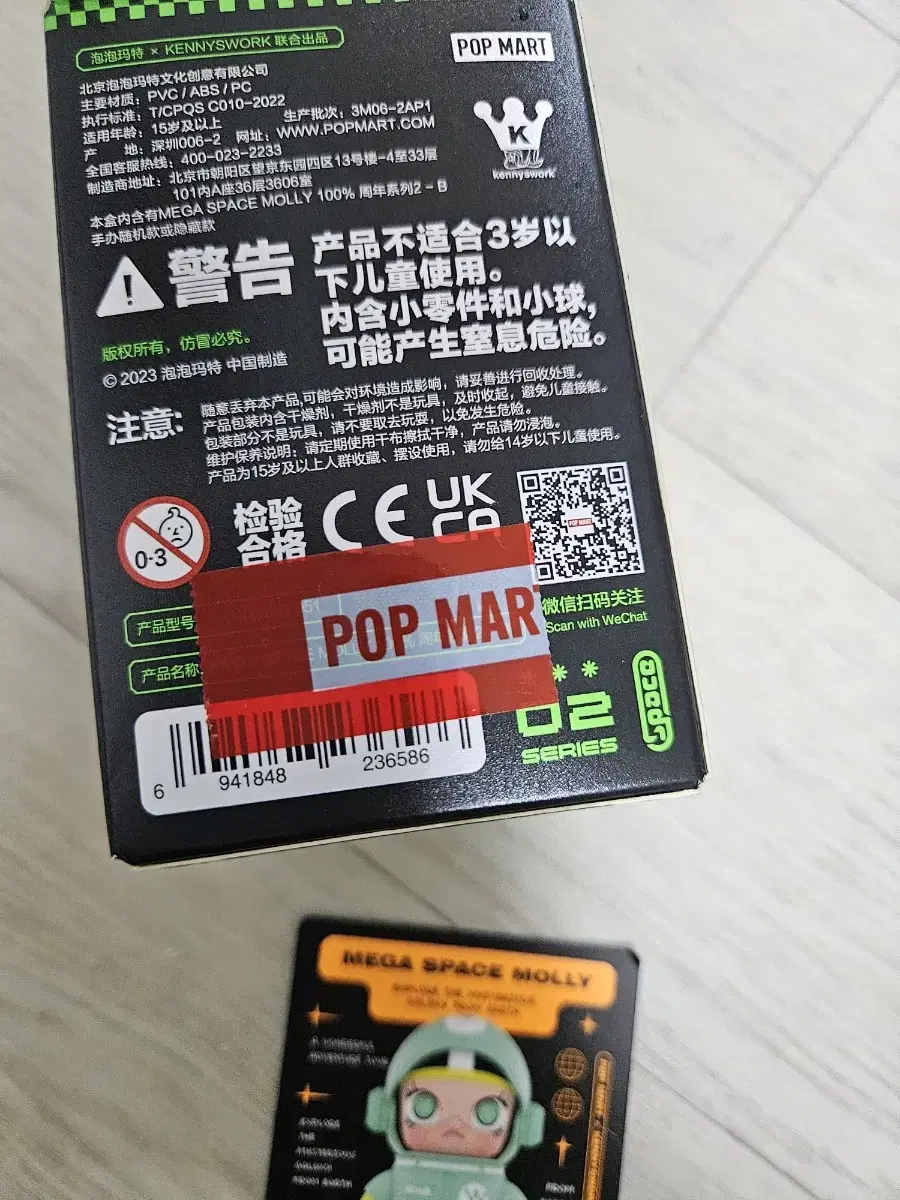 泡泡玛特 × KENNYSWORK 联合出品
POP MART
北京泡泡玛特文化创意有限公司
主要材质：PVC / ABS / PC
执行标准：T/CPQS C010-2022
适用年龄：15岁及以上 生产批次：3M06-2AP1
产 地：深圳006-2 网址：WWW.POPMART.COM
全国客服热线：400-023-2233
制造商地址：北京市朝阳区望京东园四区13号楼-4至33层
101内A座36层3606室
本盒内含有MEGA SPACE MOLLY 100% 周年系列2 - B
手办随机款或隐藏款
K
kennyswork
警告
产品不适合3岁以
下儿童使用。
内含小零件和小球，
可能产生窒息危险。
版权所有，仿冒必究。
© 2023 泡泡玛特 中国制造
注意:
随意丢弃本产品,可能会对环境造成影响，请妥善进行回收处理。
产品包装内含干燥剂，干燥剂不是玩具，及时收起，避免儿童接触。
包装部分不是玩具，请不要取去玩耍，以免发生危险。
维护保养说明：请定期使用干布擦拭干净，产品请勿浸泡。
产品为15岁及以上人群收藏、摆设使用，请勿给14岁以下儿童使用。
0-3
检验
合格
CE
UK
CA
POP MART
微信扫码关注
Scan with WeChat
产品型号
51
POP MAR
产品名称
6 941848 236586
** 02
SERIES
MEGA SPACE MOLLY